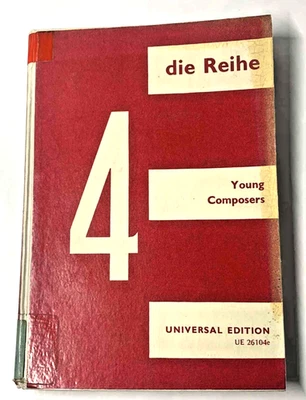 die Reihe
4
Young
Composers
UNIVERSAL EDITION
UE 26104e